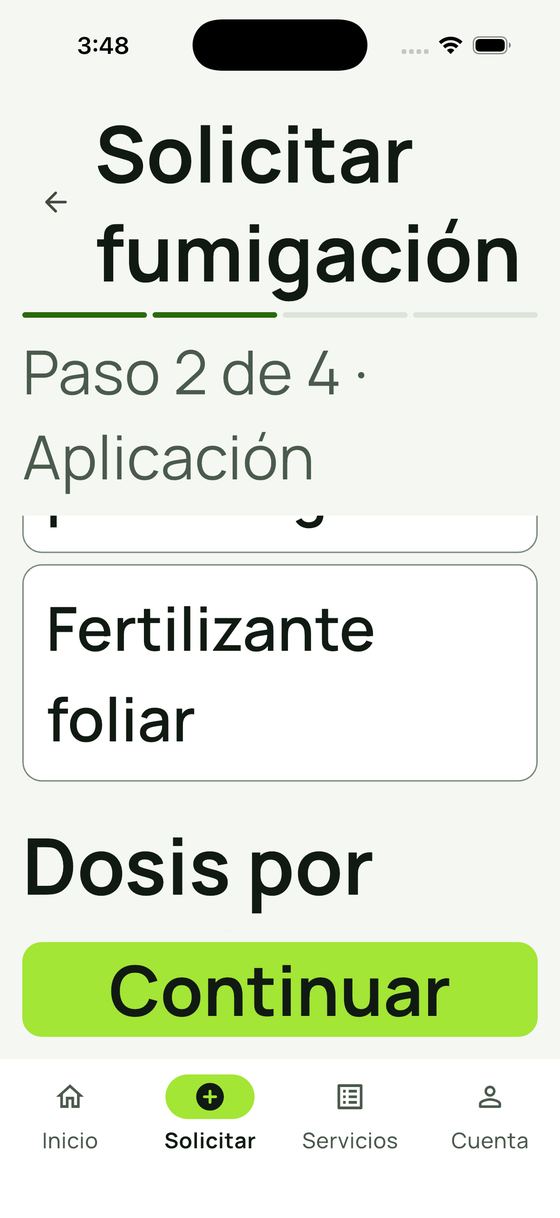 3:48
Solicitar
fumigación
Paso 2 de 4 ·
Aplicación
Fertilizante
foliar
Dosis por
Continuar
Inicio
Solicitar
Servicios
Cuenta